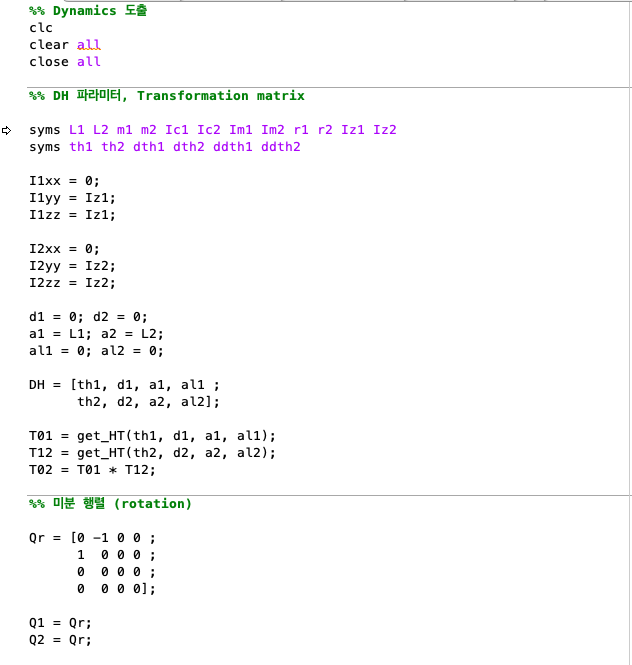 %% Dynamics 도출
clc
clear all
close all
%% DH 파라미터, Transformation matrix
syms L1 L2 m1 m2 Ic1 Ic2 Im1 Im2 r1 r2 Iz1 Iz2
syms th1 th2 dth1 dth2 ddth1 ddth2
I1xx = 0;
I1yy = Iz1;
I1zz = Iz1;
I2xx = 0;
I2yy = Iz2;
I2zz = Iz2;
d1 = 0; d2 = 0;
a1 = L1; a2 = L2;
al1 = 0; al2 = 0;
DH = [th1, d1, a1, al1 ;
th2, d2, a2, al2];
T01 = get_HT(th1, d1, a1, al1);
T12 = get_HT(th2, d2, a2, al2);
T02 = T01 * T12;
%% 미분 행렬 (rotation)
Qr = [0 -1 0 0 ;
1 0 0 0 ;
0 0 0 0 ;
0 0 0 0];
Q1 = Qr;
Q2 = Qr;